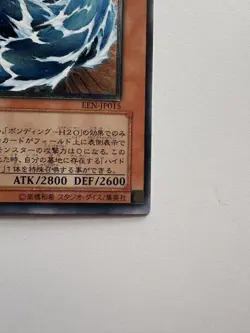 EEN-JP015
「ボンディング－H2O」の効果でのみ
カードがフィールド上に表側表示で
モンスターの攻撃力は0になる。この
た時、自分の墓地に存在する「ハイド
」1体を特殊召喚する事ができる。
ATK/2800 DEF/2600
©高橋和希 スタジオ・ダイス/集英社